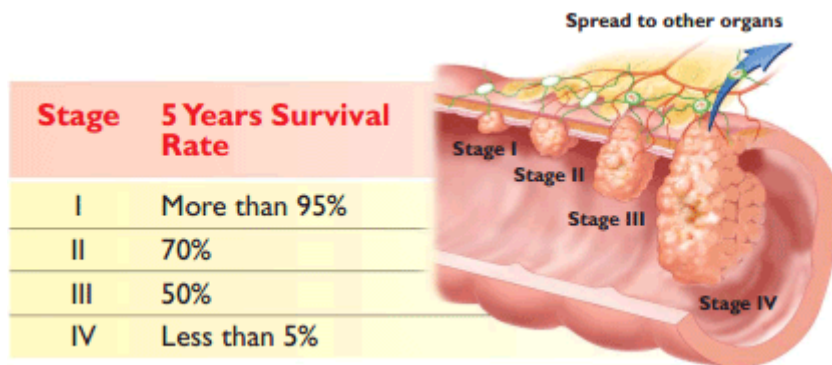 Spread to other organs
Stage 5 Years Survival
Rate
I More than 95%
II 70%
III 50%
IV Less than 5%
Stage I
Stage II
Stage III
Stage IV